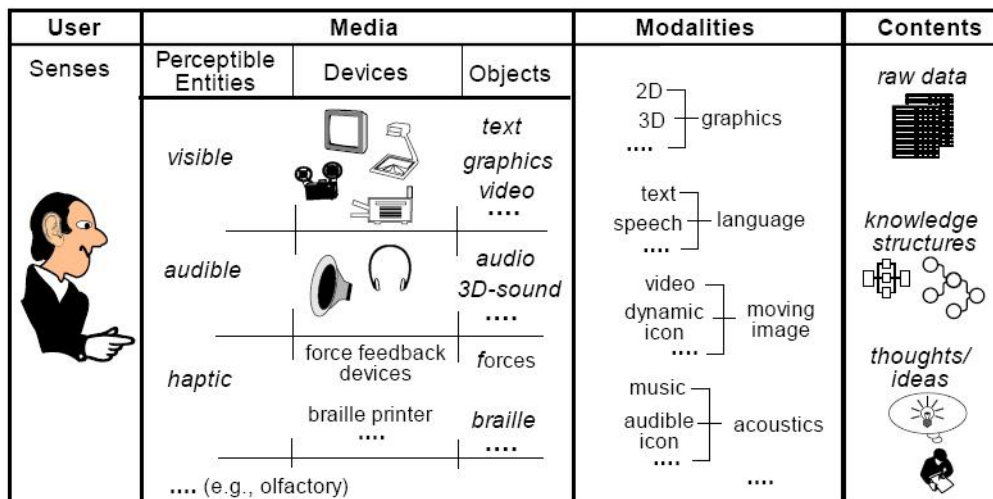 User
Media
Modalities
Contents
Senses
Perceptible
Entities
Devices
Objects
visible
text
graphics
video
....
audible
audio
3D-sound
....
haptic
force feedback
devices
forces
braille printer
....
braille
....
.... (e.g., olfactory)
2D
3D
....
graphics
text
speech
....
language
video
dynamic
icon
....
moving
image
music
audible
icon
....
acoustics
....
raw data
knowledge
structures
thoughts/
ideas